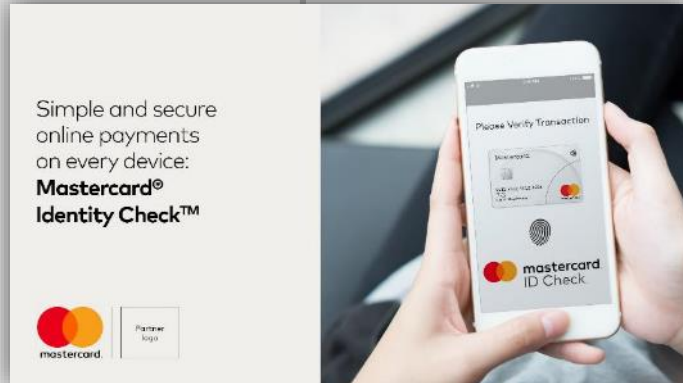 Simple and secure
online payments
on every device:
Mastercard®
Identity Check™
mastercard.
Partner
logo
Please Verify Transaction
Mastercard
mastercard.
ID Check